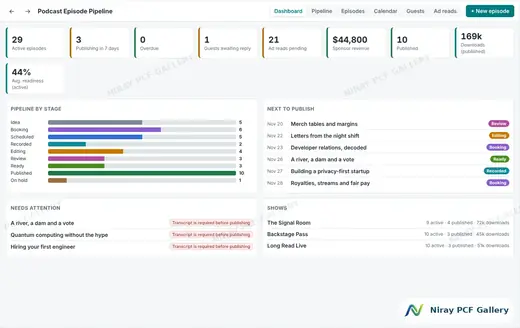 ← → Podcast Episode Pipeline
Dashboard Pipeline Episodes Calendar Guests Ad reads + New episode
29
Active episodes
3
Publishing in 7 days
0
Overdue
1
Guests awaiting reply
21
Ad reads pending
$44,800
Sponsor revenue
10
Published
169k
Downloads (published)
44%
Avg. readiness (active)
PIPELINE BY STAGE
Idea 5
Booking 6
Scheduled 5
Recorded 2
Editing 4
Review 3
Ready 3
Published 10
On hold 1
NEXT TO PUBLISH
Nov 20 Merch tables and margins Review
Nov 22 Letters from the night shift Editing
Nov 23 Developer relations, decoded Booking
Nov 26 A river, a dam and a vote Ready
Nov 27 Building a privacy-first startup Recorded
Nov 28 Royalties, streams and fair pay Booking
NEEDS ATTENTION
A river, a dam and a vote Transcript is required before publishing
Quantum computing without the hype Transcript is required before publishing
Hiring your first engineer Transcript is required before publishing
SHOWS
The Signal Room 9 active · 4 published · 72k downloads
Backstage Pass 10 active · 3 published · downloads
Long Read Live 10 active · 3 published · 51k downloads
Niray PCF Gallery